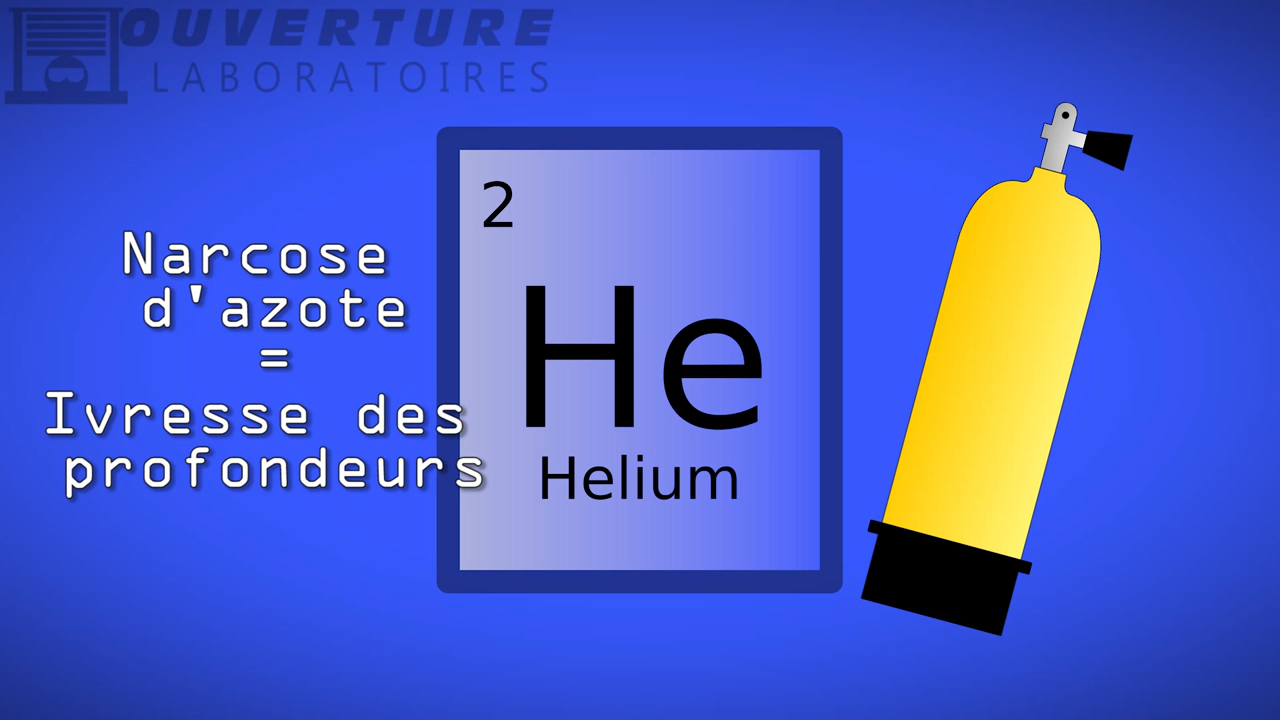 OUVERTURE
LABORATOIRES
2
He
Helium
Narcose
d'azote
=
Ivresse des
profondeurs